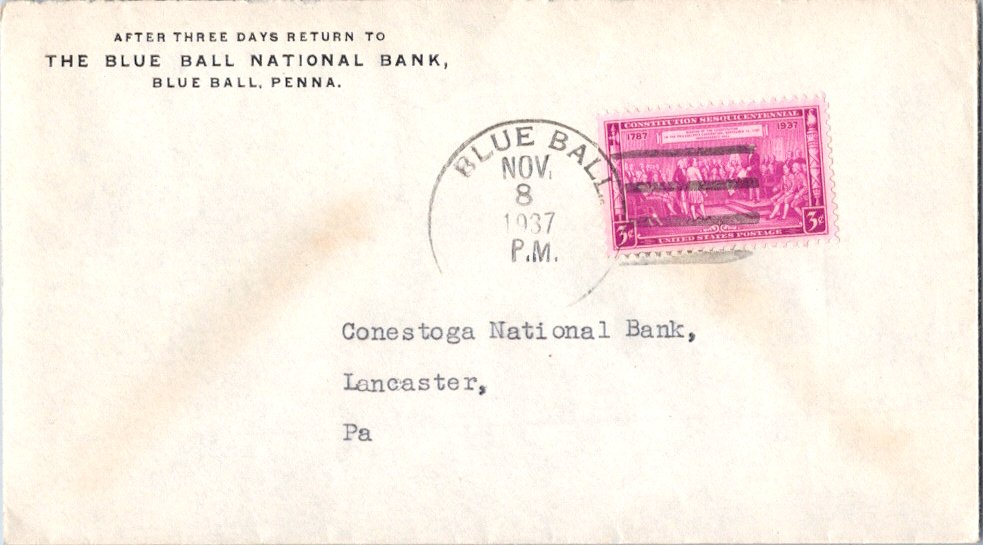 AFTER THREE DAYS RETURN TO
THE BLUE BALL NATIONAL BANK,
BLUE BALL, PENNA.
BLUE BALL
NOV.
8
1937
P.M.
CONSTITUTION SESQUICENTENNIAL
1787 1937
3¢ 3¢
UNITED STATES POSTAGE
Conestoga National Bank,
Lancaster,
Pa